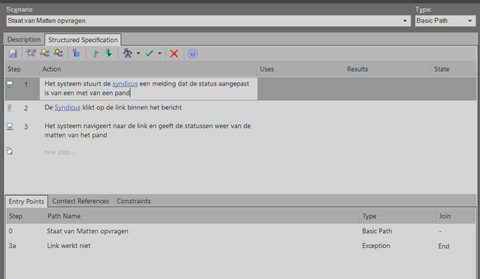 Scenario:
Type:
Staat van Matten opvragen
Basic Path
Description
Structured Specification
Step
Action
Uses
Results
State
1
Het systeem stuurt de syndicus een melding dat de status aangepast
is van een met van een pand
2
De Syndicus klikt op de link binnen het bericht
3
Het systeem navigeert naar de link en geeft de statussen weer van de
matten van het pand
new step...
Entry Points
Context References
Constraints
Step
Path Name
Type
Join
0
Staat van Matten opvragen
Basic Path
-
3a
Link werkt niet
Exception
End